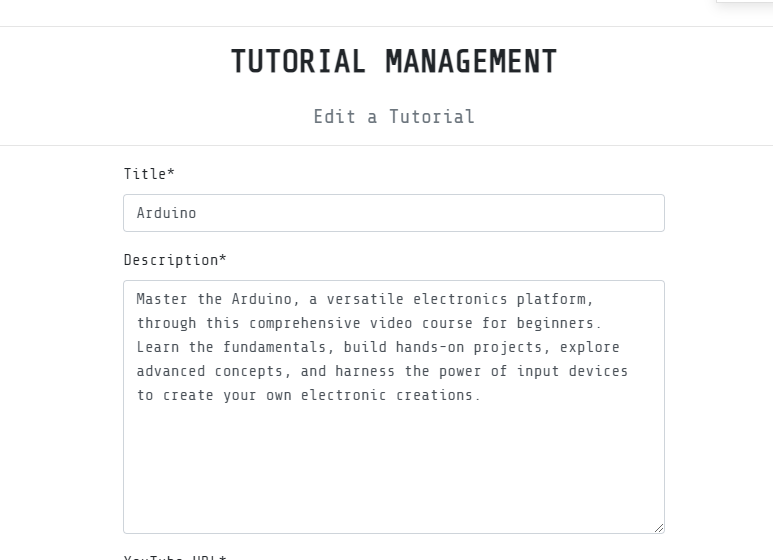 TUTORIAL MANAGEMENT
Edit a Tutorial
Title*
Arduino
Description*
Master the Arduino, a versatile electronics platform,
through this comprehensive video course for beginners.
Learn the fundamentals, build hands-on projects, explore
advanced concepts, and harness the power of input devices
to create your own electronic creations.
YouTube URL*